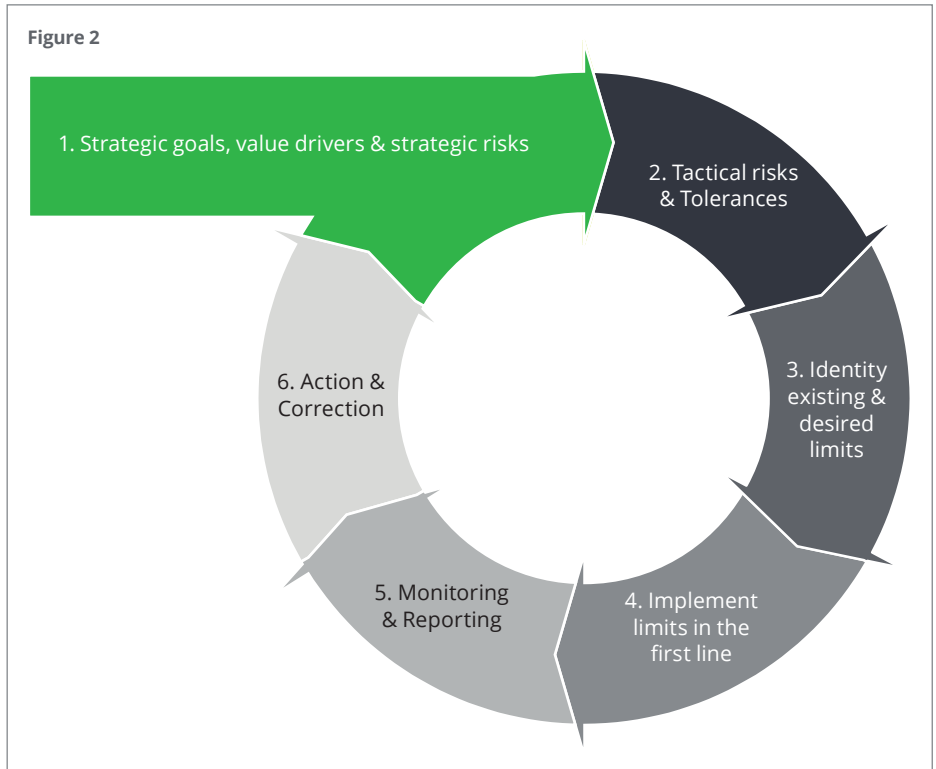 Figure 2
1. Strategic goals, value drivers & strategic risks
2. Tactical risks
& Tolerances
3. Identity
existing &
desired
limits
4. Implement
limits in the
first line
5. Monitoring
& Reporting
6. Action &
Correction